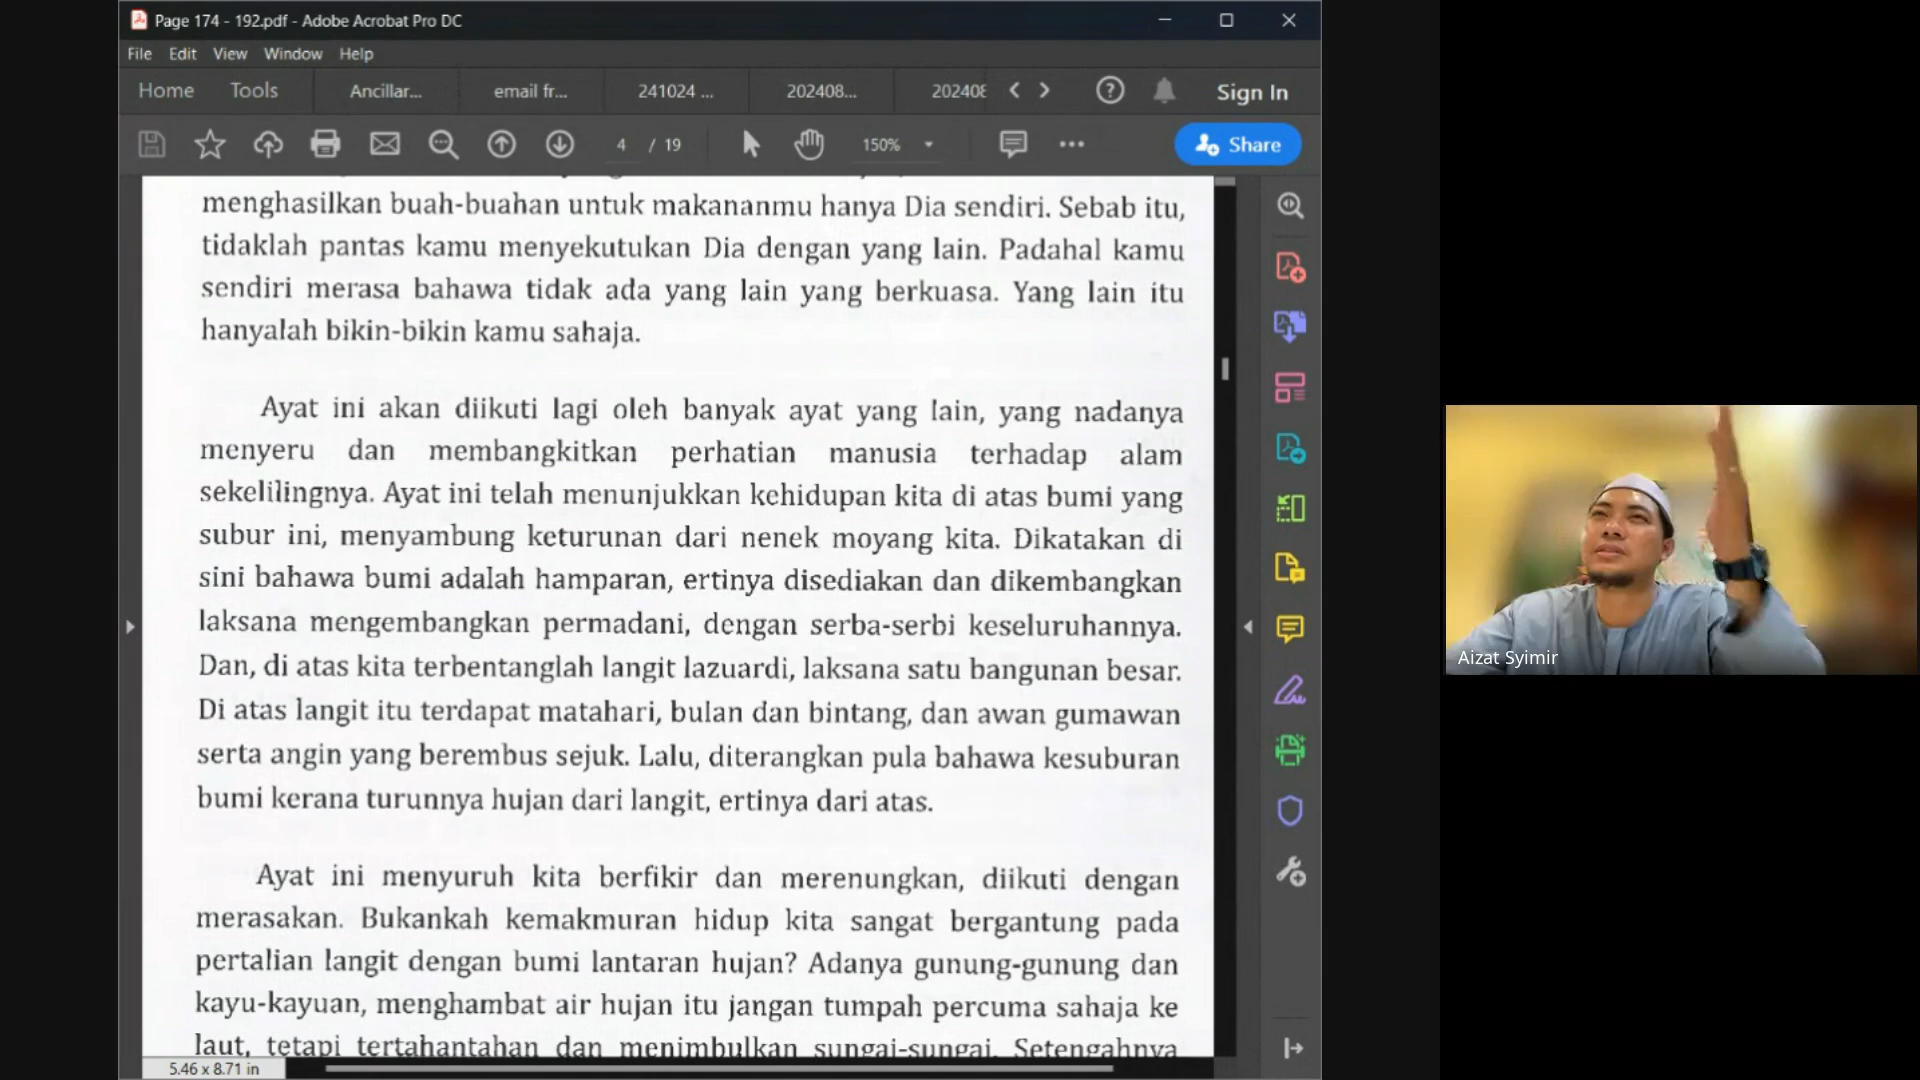 Page 174 - 192.pdf - Adobe Acrobat Pro DC
File Edit View Window Help
Home Tools Ancillar... email fr... 241024 ... 202408... 202408 Sign In
4 / 19 150% Share
menghasilkan buah-buahan untuk makananmu hanya Dia sendiri. Sebab itu,
tidaklah pantas kamu menyekutukan Dia dengan yang lain. Padahal kamu
sendiri merasa bahawa tidak ada yang lain yang berkuasa. Yang lain itu
hanyalah bikin-bikin kamu sahaja.
Ayat ini akan diikuti lagi oleh banyak ayat yang lain, yang nadanya
menyeru dan membangkitkan perhatian manusia terhadap alam
sekelilingnya. Ayat ini telah menunjukkan kehidupan kita di atas bumi yang
subur ini, menyambung keturunan dari nenek moyang kita. Dikatakan di
sini bahawa bumi adalah hamparan, ertinya disediakan dan dikembangkan
laksana mengembangkan permadani, dengan serba-serbi keseluruhannya.
Dan, di atas kita terbentanglah langit lazuardi, laksana satu bangunan besar.
Di atas langit itu terdapat matahari, bulan dan bintang, dan awan gumawan
serta angin yang berembus sejuk. Lalu, diterangkan pula bahawa kesuburan
bumi kerana turunnya hujan dari langit, ertinya dari atas.
Ayat ini menyuruh kita berfikir dan merenungkan, diikuti dengan
merasakan. Bukankah kemakmuran hidup kita sangat bergantung pada
pertalian langit dengan bumi lantaran hujan? Adanya gunung-gunung dan
kayu-kayuan, menghambat air hujan itu jangan tumpah percuma sahaja ke
laut, tetapi tertahantahan dan menimbulkan sungai-sungai. Setengahnya
5.46 x 8.71 in
Aizat Syimir